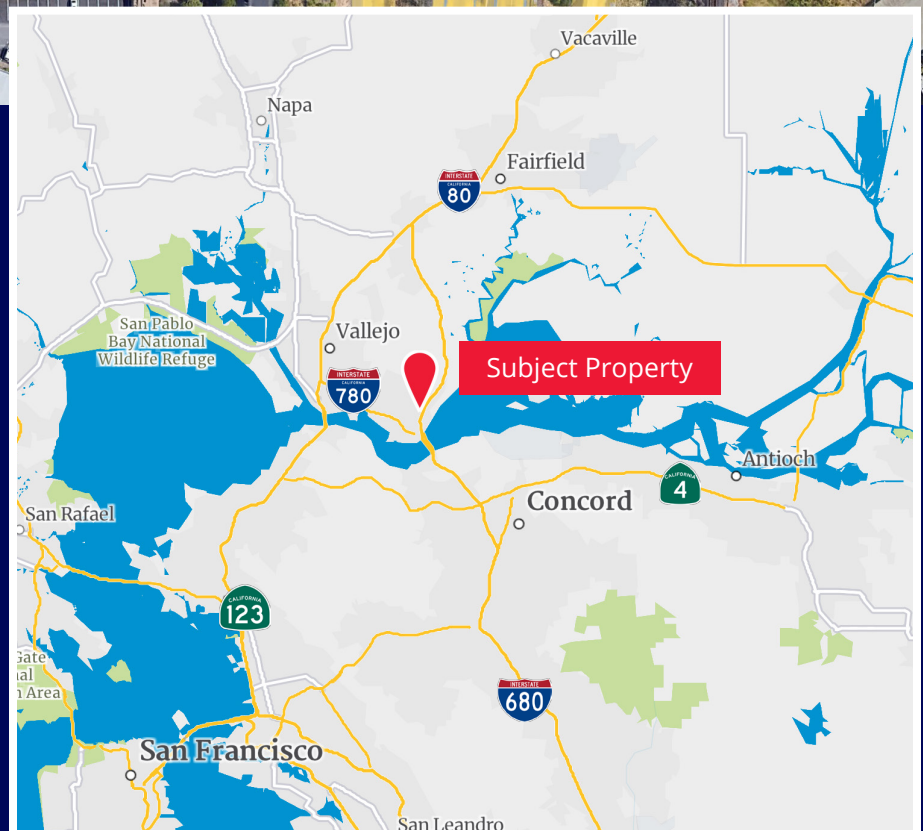 Vacaville
Napa
Fairfield
INTERSTATE
CALIFORNIA
80
San Pablo
Bay National
Wildlife Refuge
Vallejo
Subject Property
INTERSTATE
CALIFORNIA
780
Antioch
CALIFORNIA
4
Concord
San Rafael
CALIFORNIA
123
Gate
al
n Area
INTERSTATE
680
San Francisco
San Leandro